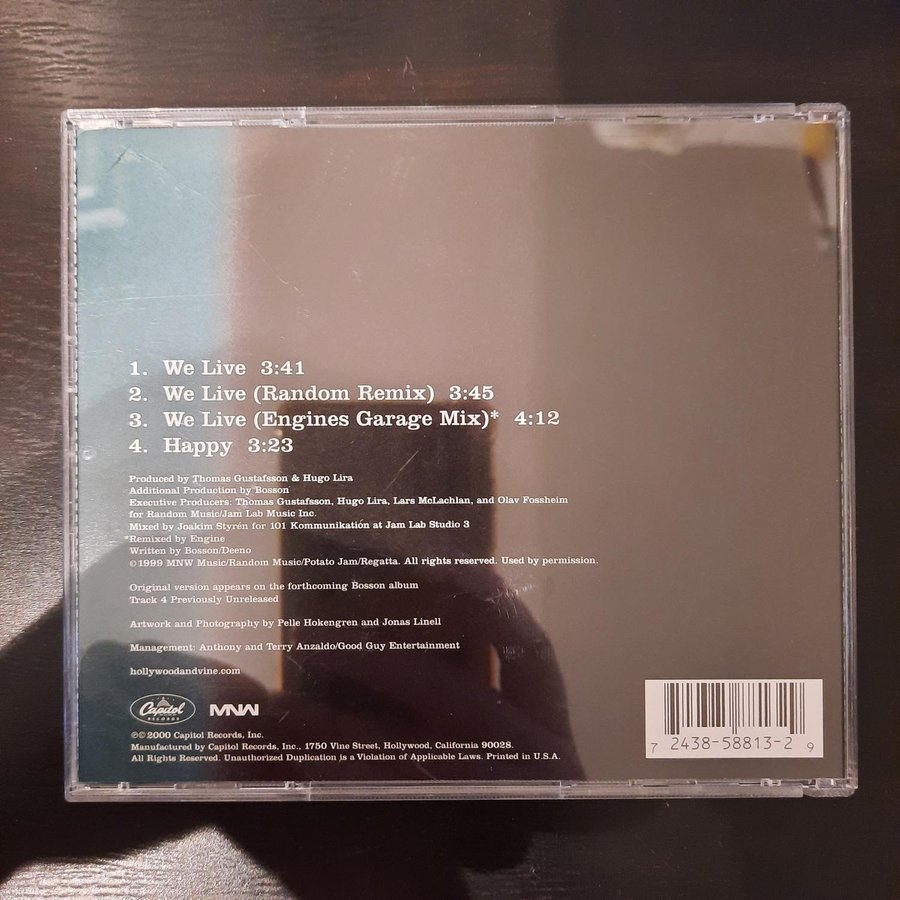 1. We Live 3:41
2. We Live (Random Remix) 3:45
3. We Live (Engines Garage Mix)* 4:12
4. Happy 3:23
Produced by Thomas Gustafsson & Hugo Lira
Additional Production by Bosson
Executive Producers: Thomas Gustafsson, Hugo Lira, Lars McLachlan, and Olav Fossheim
for Random Music/Jam Lab Music Inc.
Mixed by Joakim Styrén for 101 Kommunikatión at Jam Lab Studio 3
*Remixed by Engine
Written by Bosson/Deeno
©1999 MNW Music/Random Music/Potato Jam/Regatta. All rights reserved. Used by permission.
Original version appears on the forthcoming Bosson album
Track 4 Previously Unreleased
Artwork and Photography by Pelle Hokengren and Jonas Linell
Management: Anthony and Terry Anzaldo/Good Guy Entertainment
hollywoodandvine.com
Capitol RECORDS MNW
℗©2000 Capitol Records, Inc.
Manufactured by Capitol Records, Inc., 1750 Vine Street, Hollywood, California 90028.
All Rights Reserved. Unauthorized Duplication is a Violation of Applicable Laws. Printed in U.S.A.
7 2438-58813-2 9